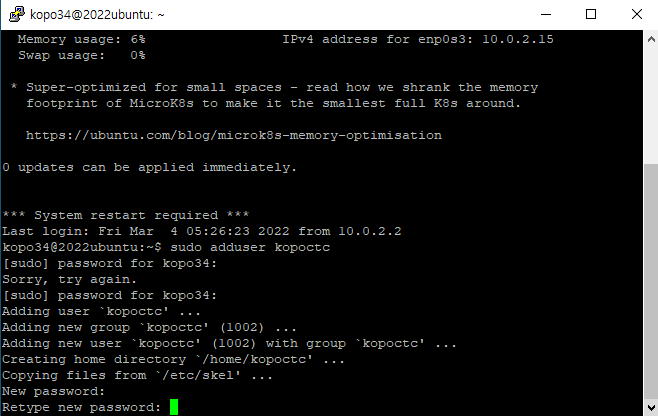 kopo34@2022ubuntu: ~
Memory usage: 6% IPv4 address for enp0s3: 10.0.2.15
Swap usage: 0%
* Super-optimized for small spaces - read how we shrank the memory
footprint of MicroK8s to make it the smallest full K8s around.
https://ubuntu.com/blog/microk8s-memory-optimisation
0 updates can be applied immediately.
*** System restart required ***
Last login: Fri Mar  4 05:26:23 2022 from 10.0.2.2
kopo34@2022ubuntu:~$ sudo adduser kopoctc
[sudo] password for kopo34:
Sorry, try again.
[sudo] password for kopo34:
Adding user `kopoctc' ...
Adding new group `kopoctc' (1002) ...
Adding new user `kopoctc' (1002) with group `kopoctc' ...
Creating home directory `/home/kopoctc' ...
Copying files from `/etc/skel' ...
New password:
Retype new password: